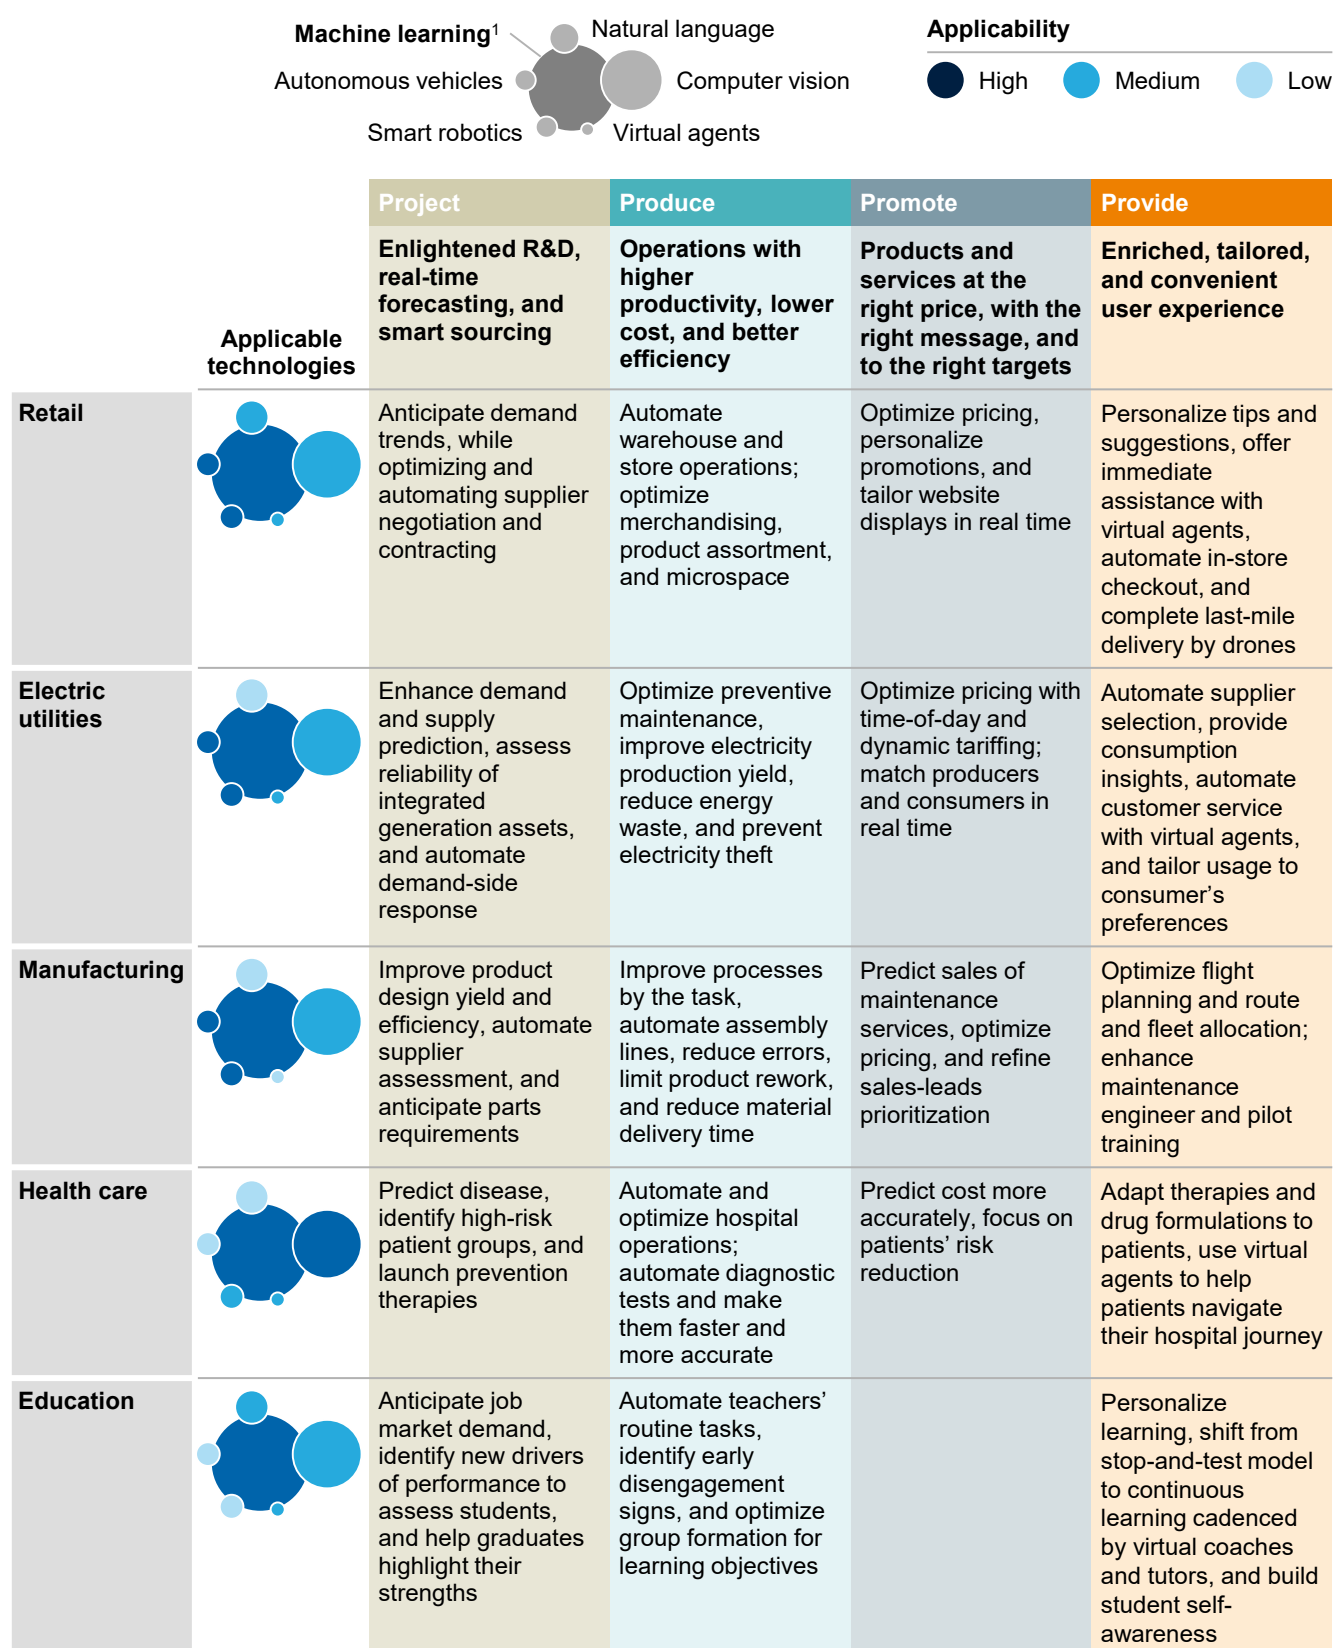 Machine learning1
Natural language
Autonomous vehicles
Computer vision
Smart robotics
Virtual agents
Applicability
High
Medium
Low
Applicable
technologies
Project
Enlightened R&D,
real-time
forecasting, and
smart sourcing
Produce
Operations with
higher
productivity, lower
cost, and better
efficiency
Promote
Products and
services at the
right price, with the
right message, and
to the right targets
Provide
Enriched, tailored,
and convenient
user experience
Retail
Anticipate demand
trends, while
optimizing and
automating supplier
negotiation and
contracting
Automate
warehouse and
store operations;
optimize
merchandising,
product assortment,
and microspace
Optimize pricing,
personalize
promotions, and
tailor website
displays in real time
Personalize tips and
suggestions, offer
immediate
assistance with
virtual agents,
automate in-store
checkout, and
complete last-mile
delivery by drones
Electric
utilities
Enhance demand
and supply
prediction, assess
reliability of
integrated
generation assets,
and automate
demand-side
response
Optimize preventive
maintenance,
improve electricity
production yield,
reduce energy
waste, and prevent
electricity theft
Optimize pricing with
time-of-day and
dynamic tariffing;
match producers
and consumers in
real time
Automate supplier
selection, provide
consumption
insights, automate
customer service
with virtual agents,
and tailor usage to
consumer’s
preferences
Manufacturing
Improve product
design yield and
efficiency, automate
supplier
assessment, and
anticipate parts
requirements
Improve processes
by the task,
automate assembly
lines, reduce errors,
limit product rework,
and reduce material
delivery time
Predict sales of
maintenance
services, optimize
pricing, and refine
sales-leads
prioritization
Optimize flight
planning and route
and fleet allocation;
enhance
maintenance
engineer and pilot
training
Health care
Predict disease,
identify high-risk
patient groups, and
launch prevention
therapies
Automate and
optimize hospital
operations;
automate diagnostic
tests and make
them faster and
more accurate
Predict cost more
accurately, focus on
patients’ risk
reduction
Adapt therapies and
drug formulations to
patients, use virtual
agents to help
patients navigate
their hospital journey
Education
Anticipate job
market demand,
identify new drivers
of performance to
assess students,
and help graduates
highlight their
strengths
Automate teachers’
routine tasks,
identify early
disengagement
signs, and optimize
group formation for
learning objectives
Personalize
learning, shift from
stop-and-test model
to continuous
learning cadenced
by virtual coaches
and tutors, and build
student self-
awareness